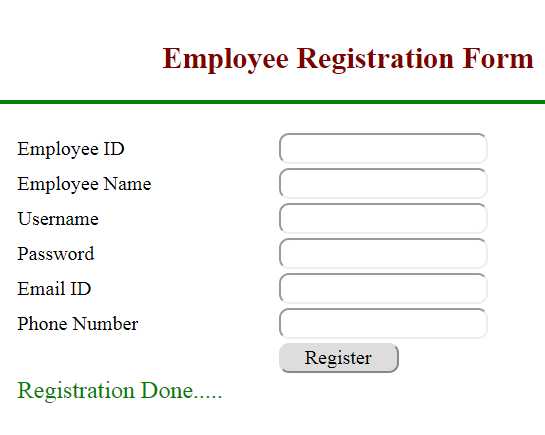 Employee Registration Form
Employee ID
Employee Name
Username
Password
Email ID
Phone Number
Register
Registration Done.....